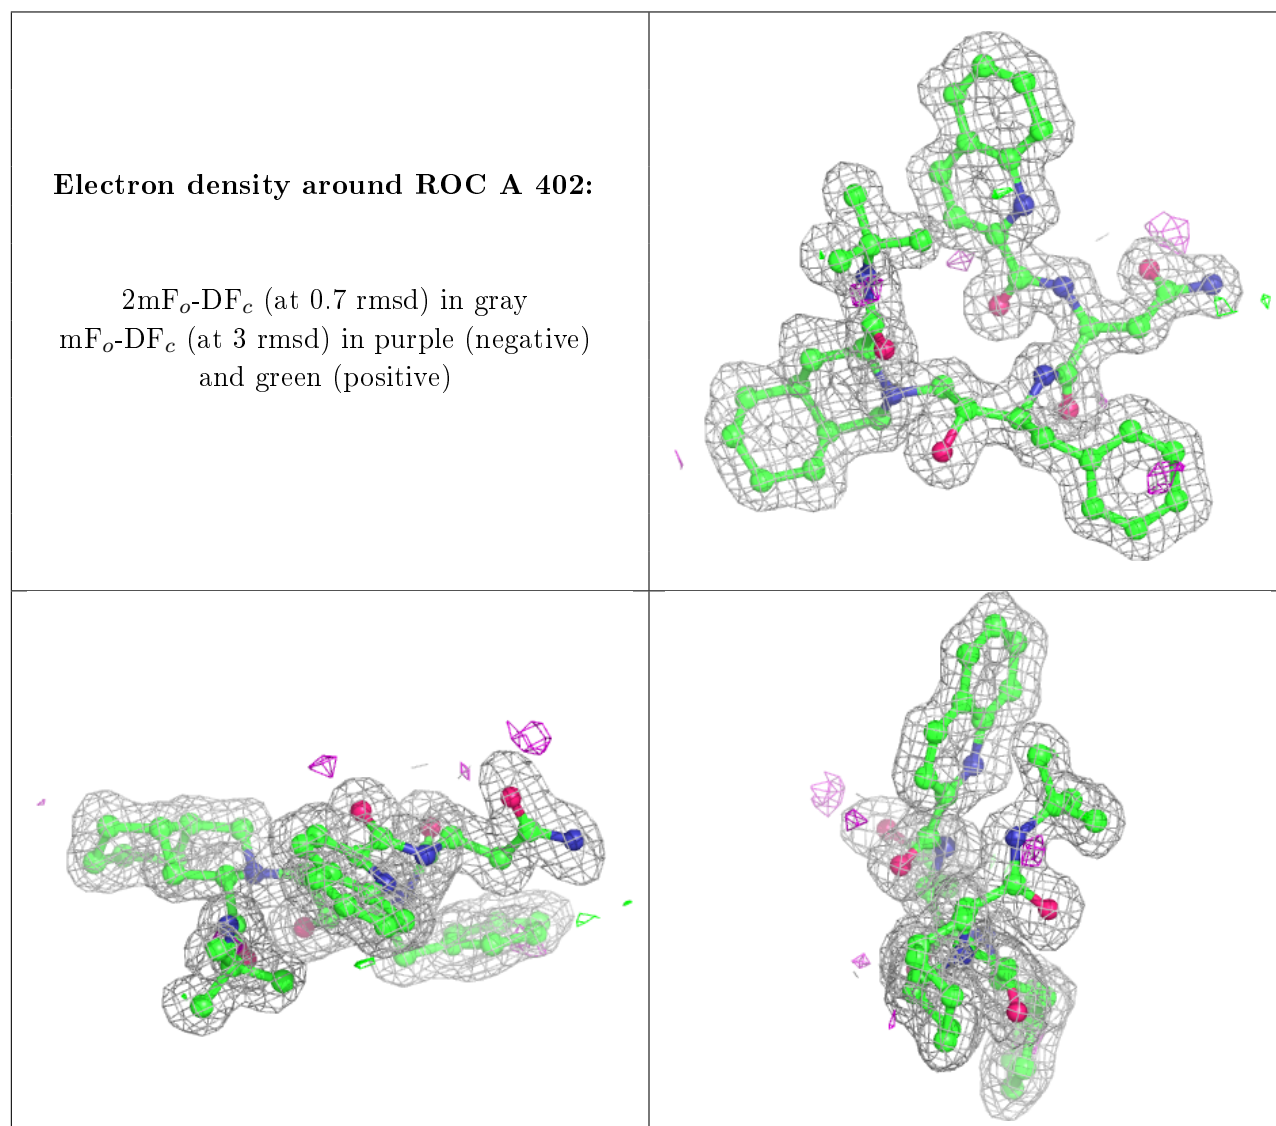 Electron density around ROC A 402:
2mFo-DFc (at 0.7 rmsd) in gray
mFo-DFc (at 3 rmsd) in purple (negative)
and green (positive)